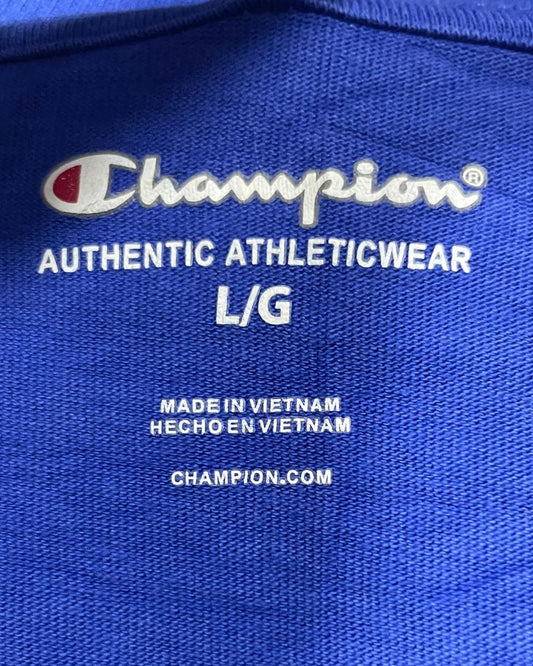 Champion®
AUTHENTIC ATHLETICWEAR
L/G
MADE IN VIETNAM
HECHO EN VIETNAM
CHAMPION.COM